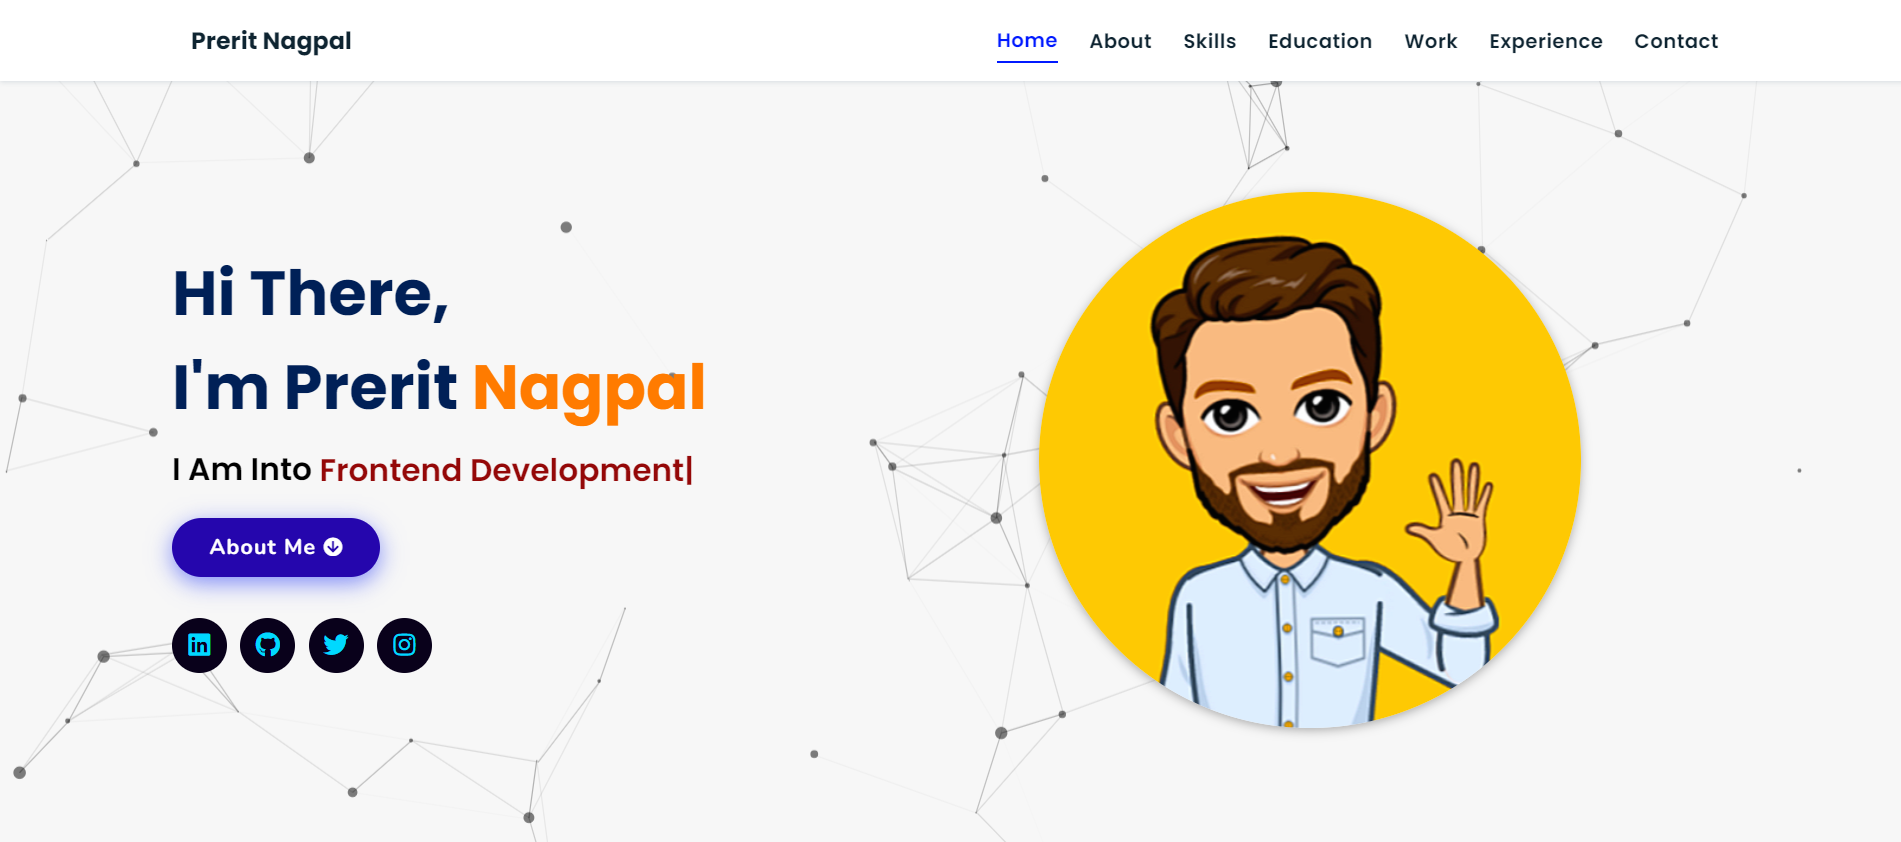 Prerit Nagpal
Home About Skills Education Work Experience Contact
Hi There,
I'm Prerit Nagpal
I Am Into Frontend Development|
About Me